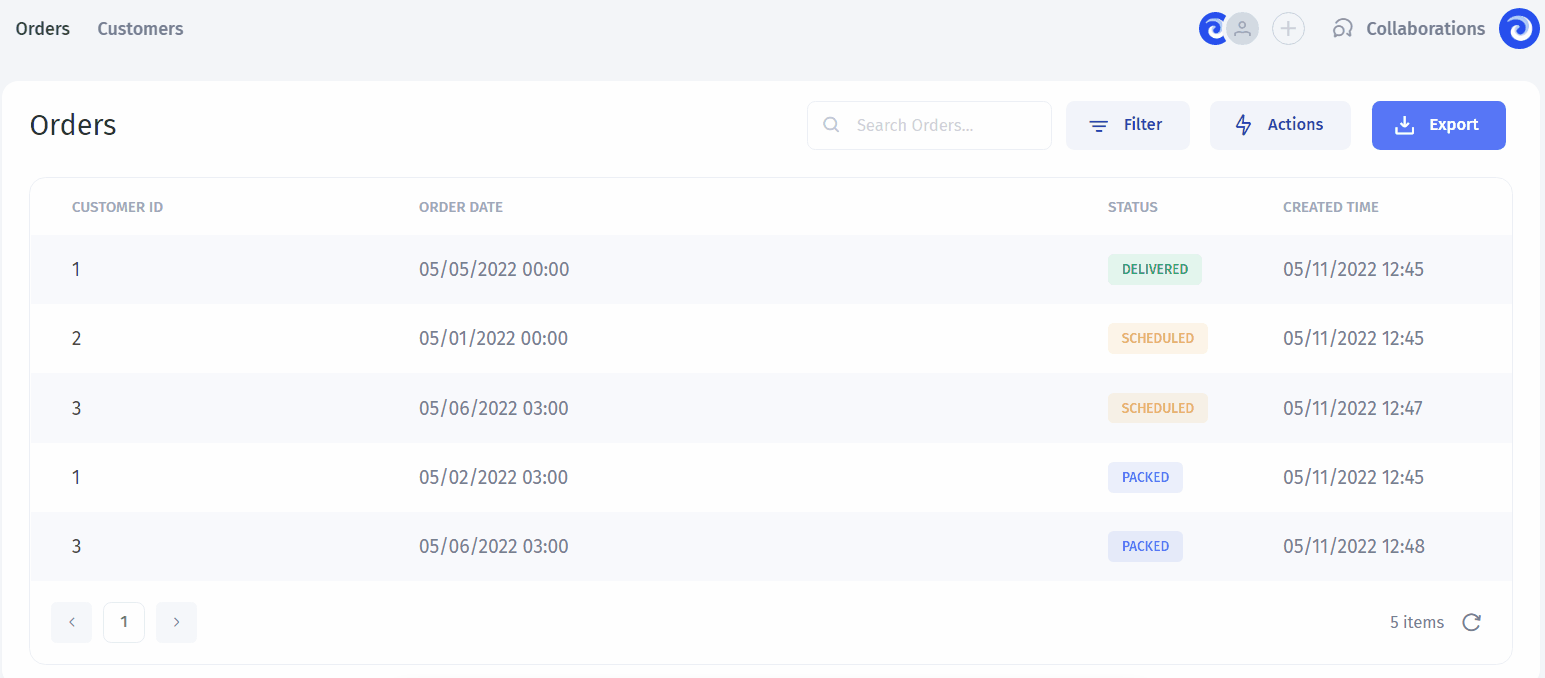 Orders Customers Collaborations
Orders Search Orders... Filter Actions Export
CUSTOMER ID ORDER DATE STATUS CREATED TIME
1 05/05/2022 00:00 DELIVERED 05/11/2022 12:45
2 05/01/2022 00:00 SCHEDULED 05/11/2022 12:45
3 05/06/2022 03:00 SCHEDULED 05/11/2022 12:47
1 05/02/2022 03:00 PACKED 05/11/2022 12:45
3 05/06/2022 03:00 PACKED 05/11/2022 12:48
1 5 items